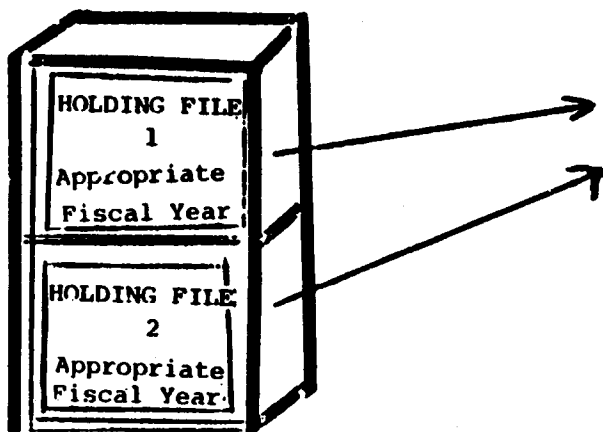 HOLDING FILE
1
Appropriate
Fiscal Year
HOLDING FILE
2
Appropriate
Fiscal Year